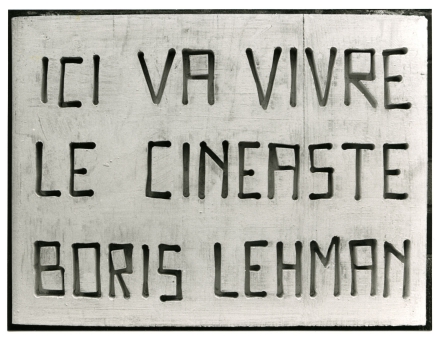 ICI VA VIVRE
LE CINEASTE
BORIS LEHMAN